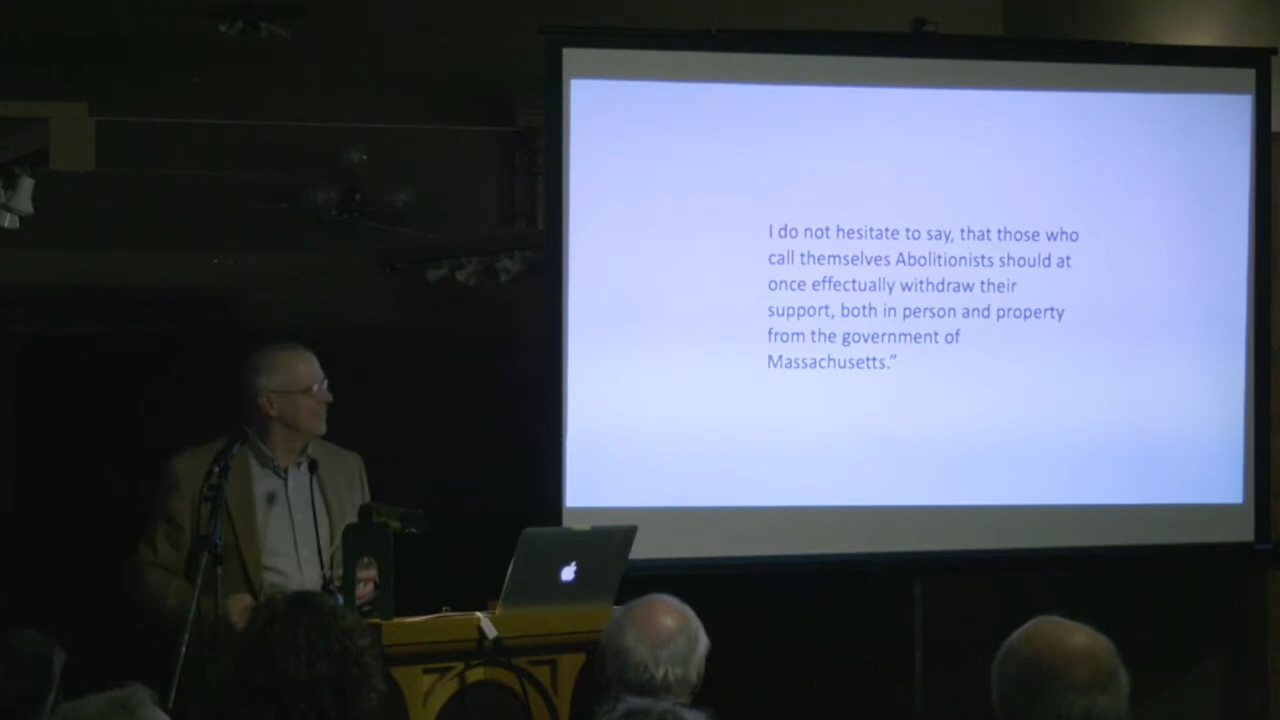 I do not hesitate to say, that those who
call themselves Abolitionists should at
once effectually withdraw their
support, both in person and property
from the government of
Massachusetts.”